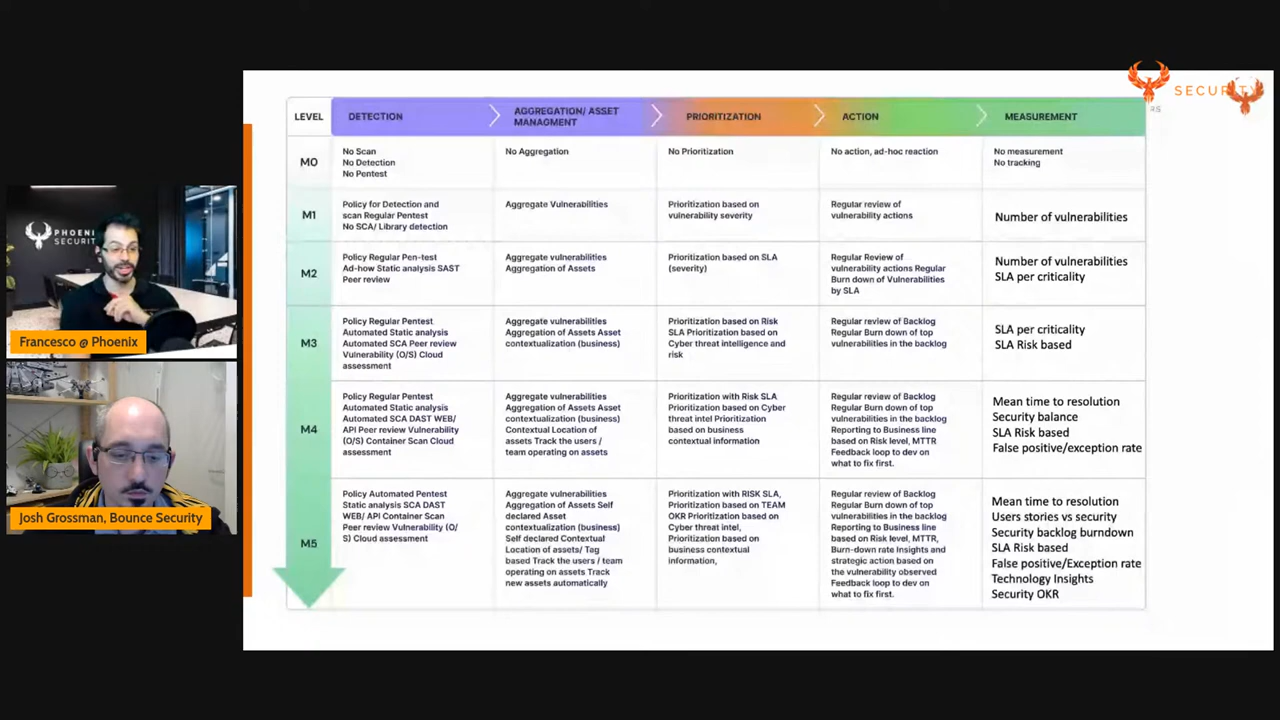 SECURITY
RS
LEVEL
DETECTION
AGGREGATION/ ASSET
MANAGMENT
PRIORITIZATION
ACTION
MEASUREMENT
M0
No Scan
No Detection
No Pentest
No Aggregation
No Prioritization
No action, ad-hoc reaction
No measurement
No tracking
M1
Policy for Detection and
scan Regular Pentest
No SCA/ Library detection
Aggregate Vulnerabilities
Prioritization based on
vulnerability severity
Regular review of
vulnerability actions
Number of vulnerabilities
M2
Policy Regular Pen-test
Ad-how Static analysis SAST
Peer review
Aggregate vulnerabilities
Aggregation of Assets
Prioritization based on SLA
(severity)
Regular Review of
vulnerability actions Regular
Burn down of Vulnerabilities
by SLA
Number of vulnerabilities
SLA per criticality
M3
Policy Regular Pentest
Automated Static analysis
Automated SCA Peer review
Vulnerability (O/S) Cloud
assessment
Aggregate vulnerabilities
Aggregation of Assets Asset
contextualization (business)
Prioritization based on Risk
SLA Prioritization based on
Cyber threat intelligence and
risk
Regular review of Backlog
Regular Burn down of top
vulnerabilities in the backlog
SLA per criticality
SLA Risk based
M4
Policy Regular Pentest
Automated Static analysis
Automated SCA DAST WEB/
API Peer review Vulnerability
(O/S) Container Scan Cloud
assessment
Aggregate vulnerabilities
Aggregation of Assets Asset
contextualization (business)
Contextual Location of
assets Track the users /
team operating on assets
Prioritization with Risk SLA
Prioritization based on Cyber
threat intel Prioritization
based on business
contextual information
Regular review of Backlog
Regular Burn down of top
vulnerabilities in the backlog
Reporting to Business line
based on Risk level, MTTR
Feedback loop to dev on
what to fix first.
Mean time to resolution
Security balance
SLA Risk based
False positive/exception rate
M5
Policy Automated Pentest
Static analysis SCA DAST
WEB/ API Container Scan
Peer review Vulnerability (O/
S) Cloud assessment
Aggregate vulnerabilities
Aggregation of Assets Self
declared Asset
contextualization (business)
Self declared Contextual
Location of assets/ Tag
based Track the users / team
operating on assets Track
new assets automatically
Prioritization with RISK SLA,
Prioritization based on TEAM
OKR Prioritization based on
Cyber threat intel,
Prioritization based on
business contextual
information,
Regular review of Backlog
Regular Burn down of top
vulnerabilities in the backlog
Reporting to Business line
based on Risk level, MTTR,
Burn-down rate Insights and
strategic action based on
the vulnerability observed
Feedback loop to dev on
what to fix first.
Mean time to resolution
Users stories vs security
Security backlog burndown
SLA Risk based
False positive/Exception rate
Technology Insights
Security OKR
PHOENI
SECURIT
Francesco @ Phoenix
Josh Grossman, Bounce Security